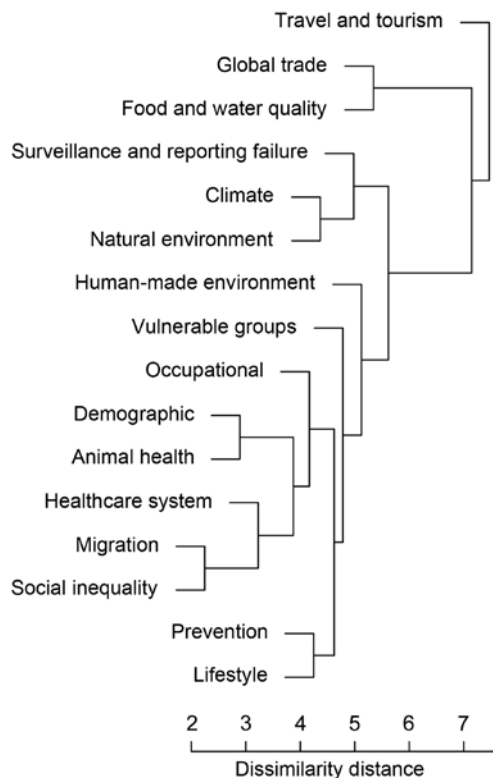 Travel and tourism
Global trade
Food and water quality
Surveillance and reporting failure
Climate
Natural environment
Human-made environment
Vulnerable groups
Occupational
Demographic
Animal health
Healthcare system
Migration
Social inequality
Prevention
Lifestyle
2 3 4 5 6 7
Dissimilarity distance